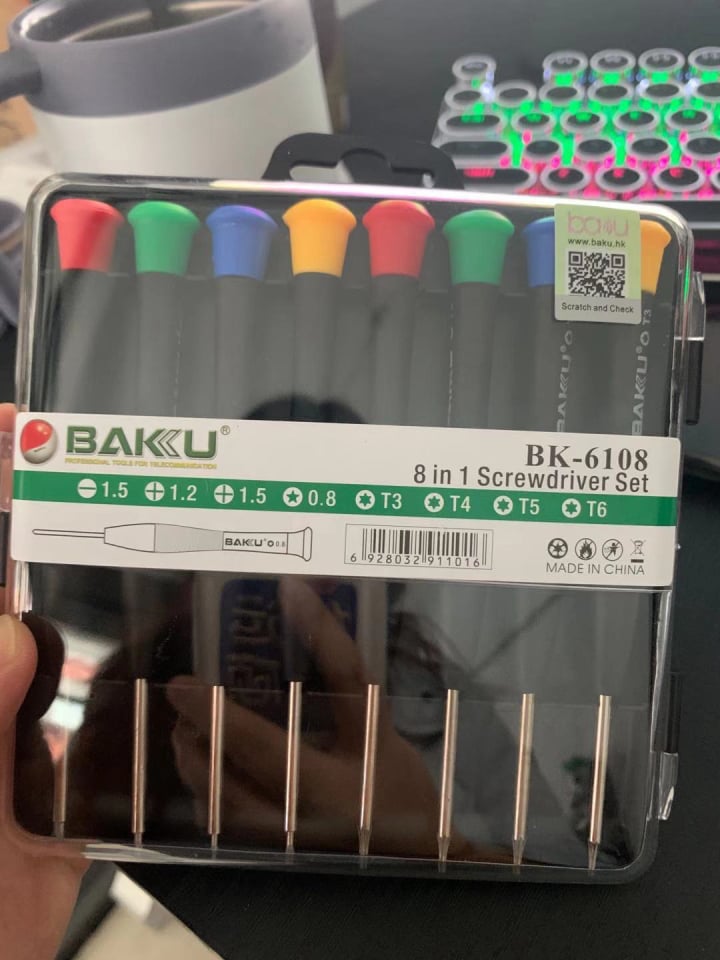 baku
www.baku.hk
Scratch and Check
BAKU®
T3
BAKU®
PROFESSIONAL TOOLS FOR TELECOMMUNICATION
BK-6108
8 in 1 Screwdriver Set
1.5 1.2 1.5 0.8 T3 T4 T5 T6
BAKU 0.8
6 928032 911016
MADE IN CHINA